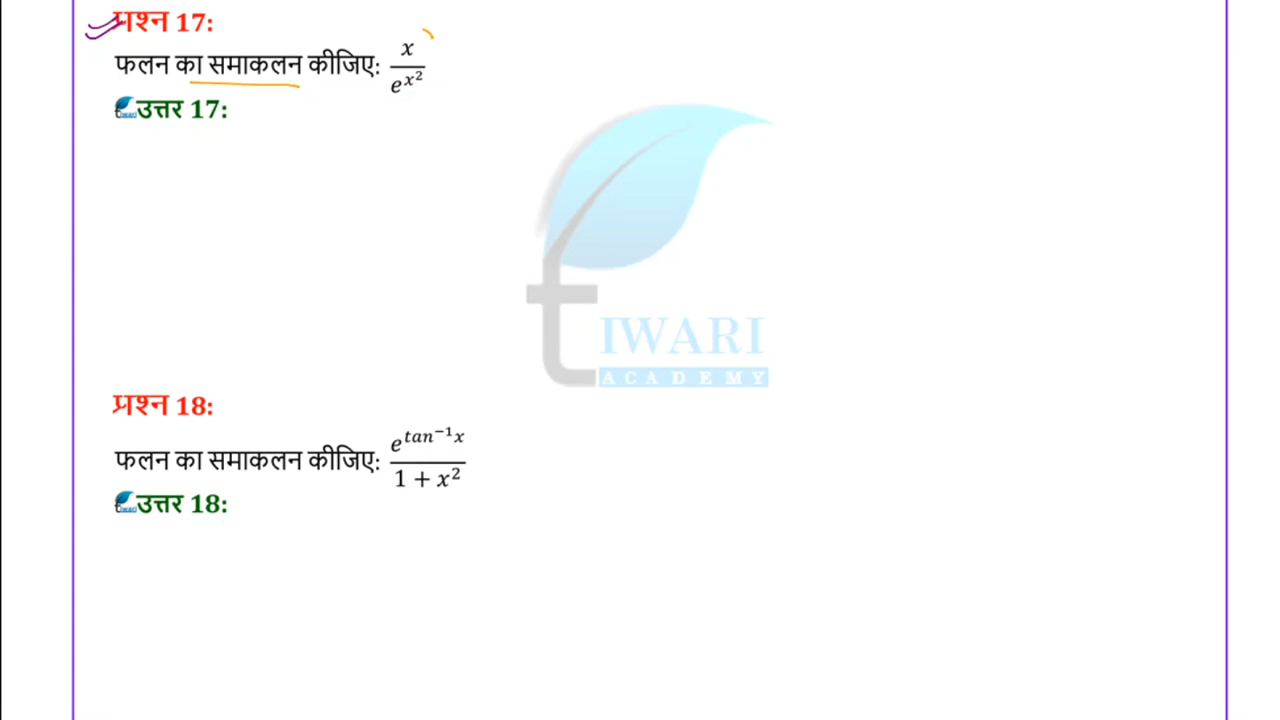 प्रश्न 17:
फलन का समाकलन कीजिए: x/e^{x^2}
उत्तर 17:
प्रश्न 18:
फलन का समाकलन कीजिए: e^{tan^{-1}x}/(1 + x^2)
उत्तर 18:
tIWARI
ACADEMY